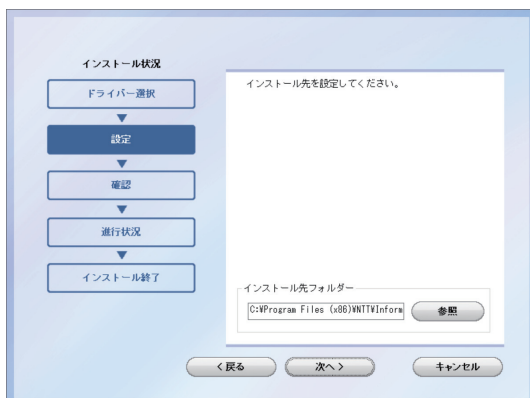 インストール状況
ドライバー選択
設定
確認
進行状況
インストール終了
インストール先を設定してください。
インストール先フォルダー
C:¥Program Files (x86)¥NTT¥Inform
参照
<戻る
次へ>
キャンセル